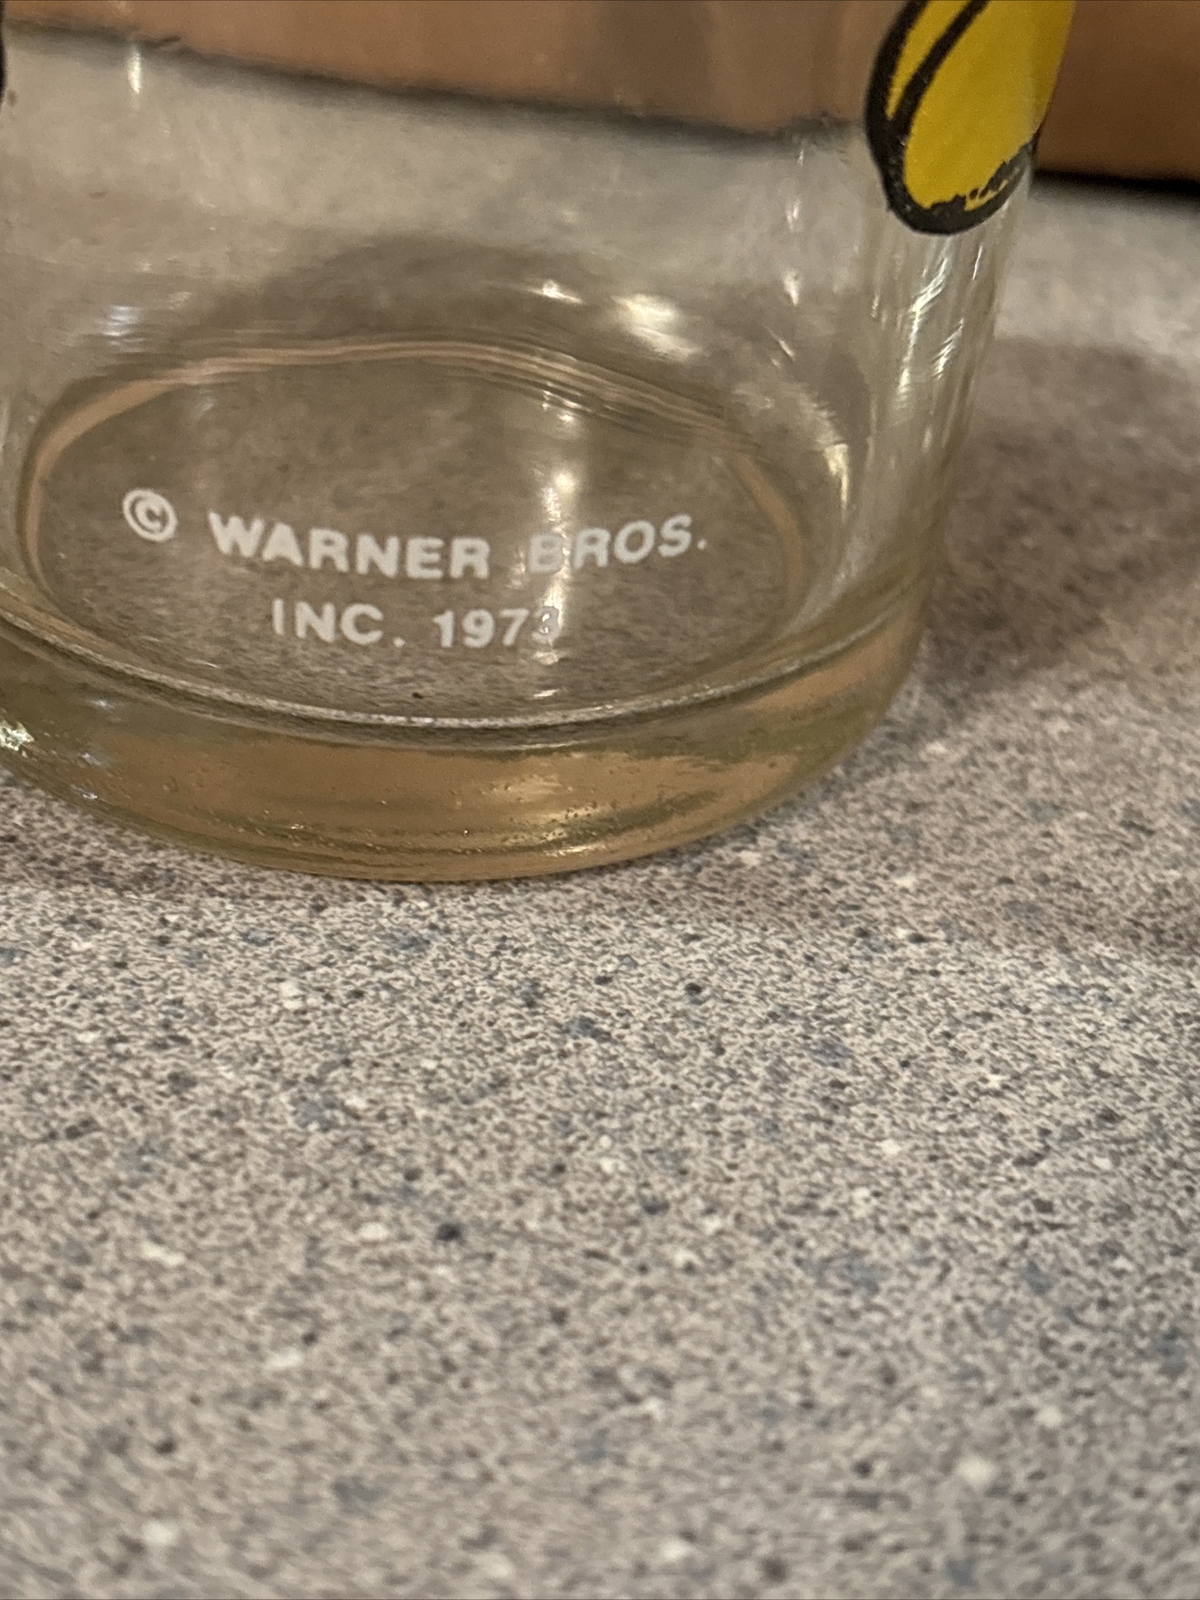 © WARNER BROS.
INC. 1973